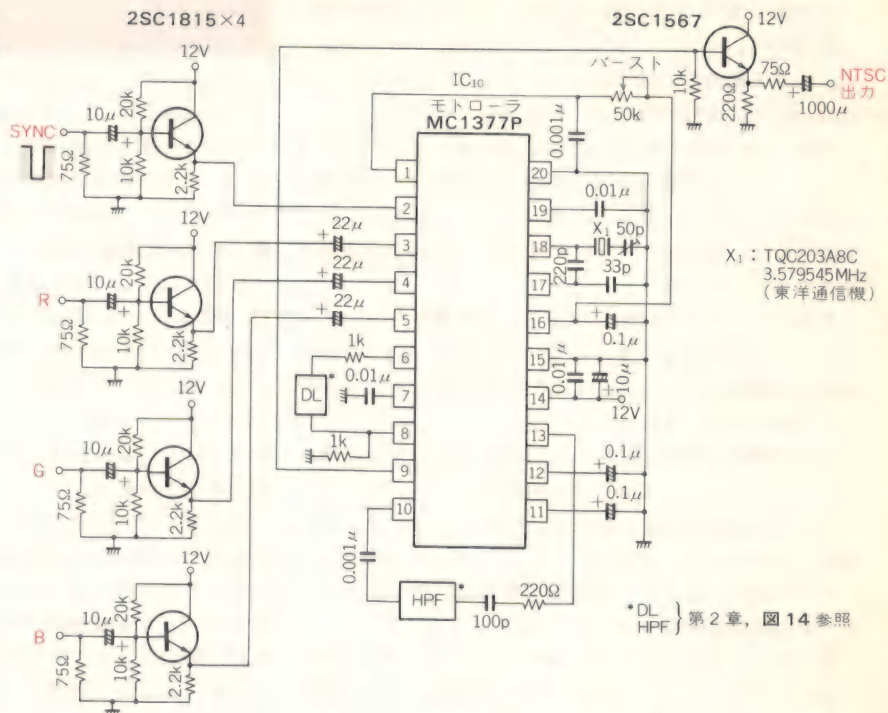 2SC1815×4
2SC1567
12V
12V
バースト
10μ
20k
SYNC
75Ω
10k
+
2.2k
IC₁₀
モトローラ
MC1377P
0.001μ
50k
10k
220Ω
75Ω
+
1000μ
NTSC
出力
1
2
3
4
5
6
7
8
9
10
20
19
18
17
16
15
14
13
12
11
+
22μ
22μ
22μ
0.01μ
X₁
50p
220p
33p
+
0.1μ
X₁:TQC203A8C
3.579545MHz
(東洋通信機)
12V
10μ
20k
R
75Ω
10k
+
2.2k
1k
0.01μ
DL
*
1k
0.01μ
10μ
12V
12V
10μ
20k
G
75Ω
10k
+
2.2k
0.1μ
+
0.1μ
+
0.001μ
HPF
*
100p
220Ω
*DL
HPF
}第2章,図14参照
12V
10μ
20k
B
75Ω
10k
+
2.2k